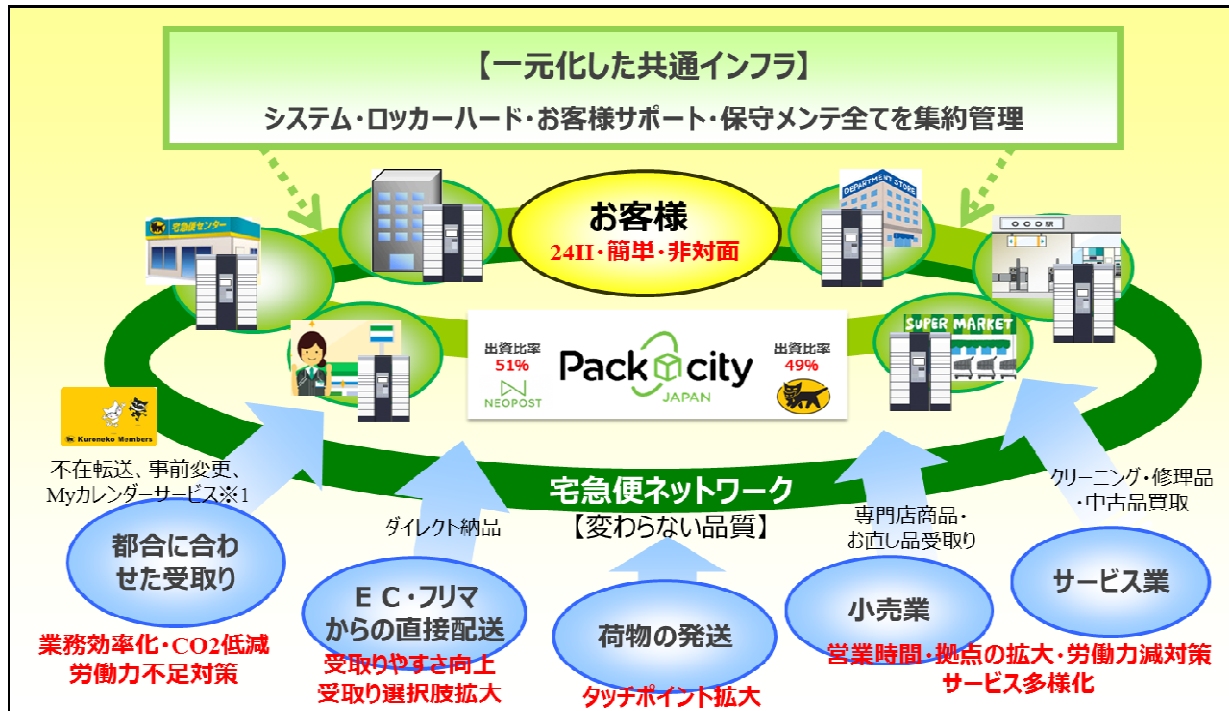 【一元化した共通インフラ】
システム・ロッカーハード・お客様サポート・保守メンテ全てを集約管理
宅急便センター
DEPARTMENT STORE
○○○駅
お客様
24H・簡単・非対面
SUPER MARKET
出資比率
51%
NEOPOST
Pack city
JAPAN
出資比率
49%
Kuroneko Members
不在転送、事前変更、
Myカレンダーサービス※1
ダイレクト納品
宅急便ネットワーク
【変わらない品質】
専門店商品・
お直し品受取り
クリーニング・修理品
・中古品買取
都合に合わ
せた受取り
ＥＣ・フリマ
からの直接配送
荷物の発送
小売業
サービス業
業務効率化・CO2低減
労働力不足対策
受取りやすさ向上
受取り選択肢拡大
タッチポイント拡大
営業時間・拠点の拡大・労働力減対策
サービス多様化